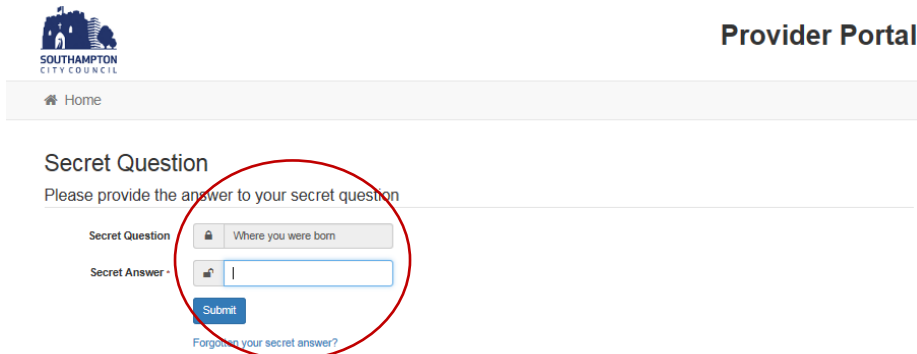 SOUTHAMPTON
CITY COUNCIL
Provider Portal
Home
Secret Question
Please provide the answer to your secret question
Secret Question Where you were born
Secret Answer *
Submit
Forgotten your secret answer?